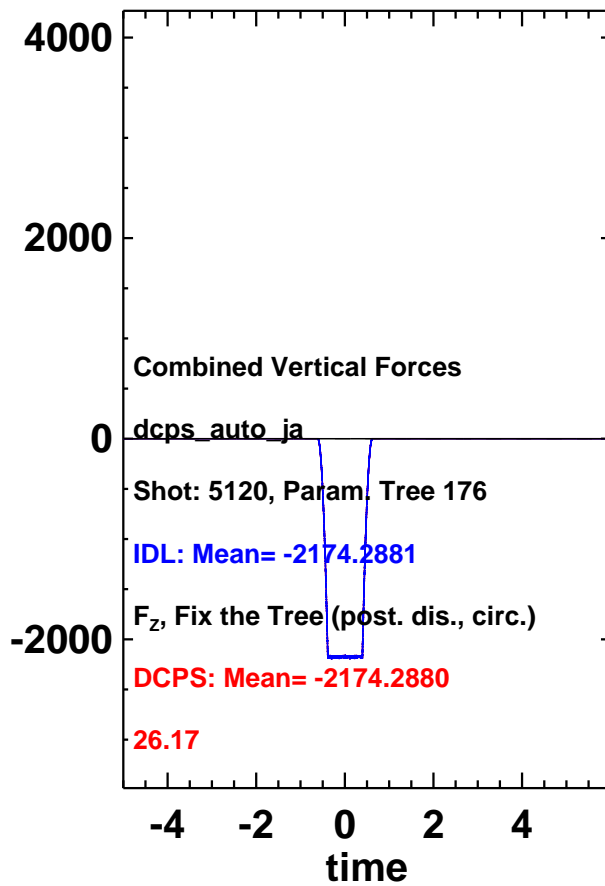 4000
2000
Combined Vertical Forces
0
dcps_auto_ja
Shot: 5120, Param. Tree 176
IDL: Mean= -2174.2881
F_Z, Fix the Tree (post. dis., circ.)
-2000
DCPS: Mean= -2174.2880
26.17
-4 -2 0 2 4
time